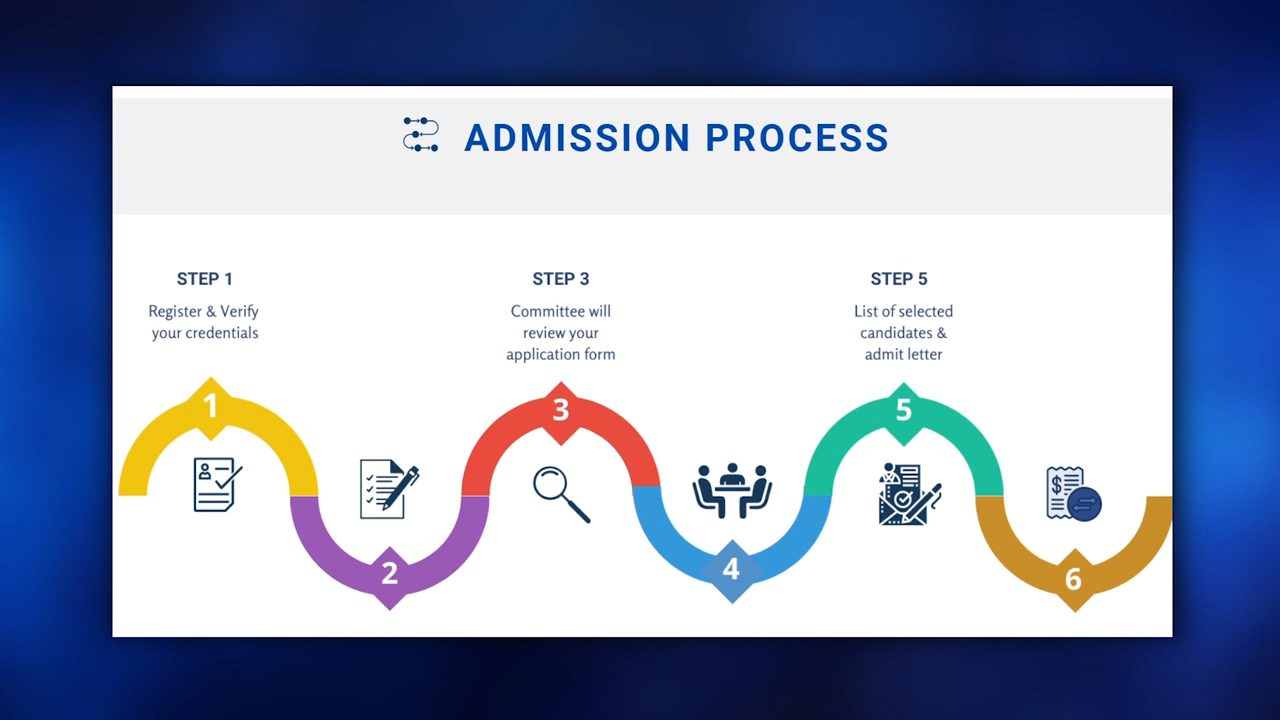 ADMISSION PROCESS
STEP 1
Register & Verify
your credentials
STEP 3
Committee will
review your
application form
STEP 5
List of selected
candidates &
admit letter
1
2
3
4
5
6
$